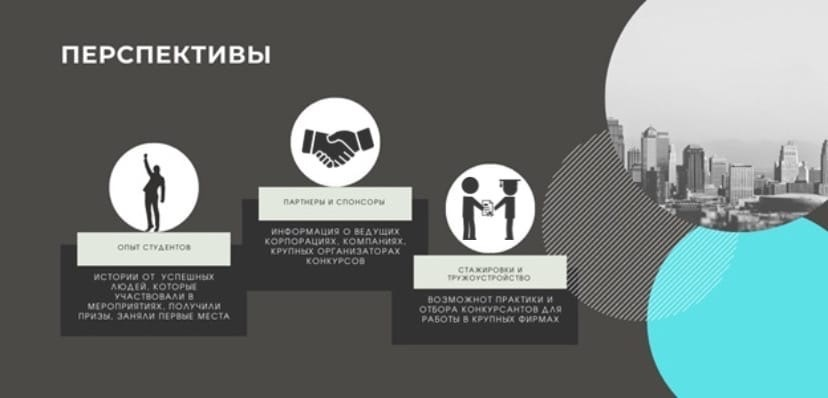 ПЕРСПЕКТИВЫ
ОПЫТ СТУДЕНТОВ
ИСТОРИИ ОТ УСПЕШНЫХ
ЛЮДЕЙ, КОТОРЫЕ
УЧАСТВОВАЛИ В
МЕРОПРИЯТИЯХ, ПОЛУЧИЛИ
ПРИЗЫ, ЗАНЯЛИ ПЕРВЫЕ МЕСТА
ПАРТНЕРЫ И СПОНСОРЫ
ИНФОРМАЦИЯ О ВЕДУЩИХ
КОРПОРАЦИЯХ, КОМПАНИЯХ,
КРУПНЫХ ОРГАНИЗАТОРАХ
КОНКУРСОВ
СТАЖИРОВКИ И
ТРУЖОУСТРОЙСТВО
ВОЗМОЖНОТ ПРАКТИКИ И
ОТБОРА КОНКУРСАНТОВ ДЛЯ
РАБОТЫ В КРУПНЫХ ФИРМАХ